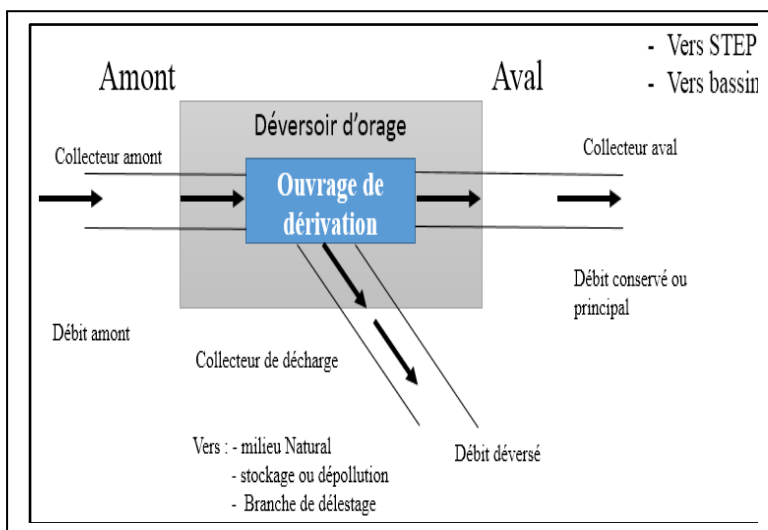 - Vers STEP
- Vers bassin
Amont
Aval
Déversoir d'orage
Collecteur amont
Collecteur aval
Ouvrage de
dérivation
Débit conservé ou
principal
Débit amont
Collecteur de décharge
Vers : - milieu Natural
- stockage ou dépollution
- Branche de délestage
Débit déversé